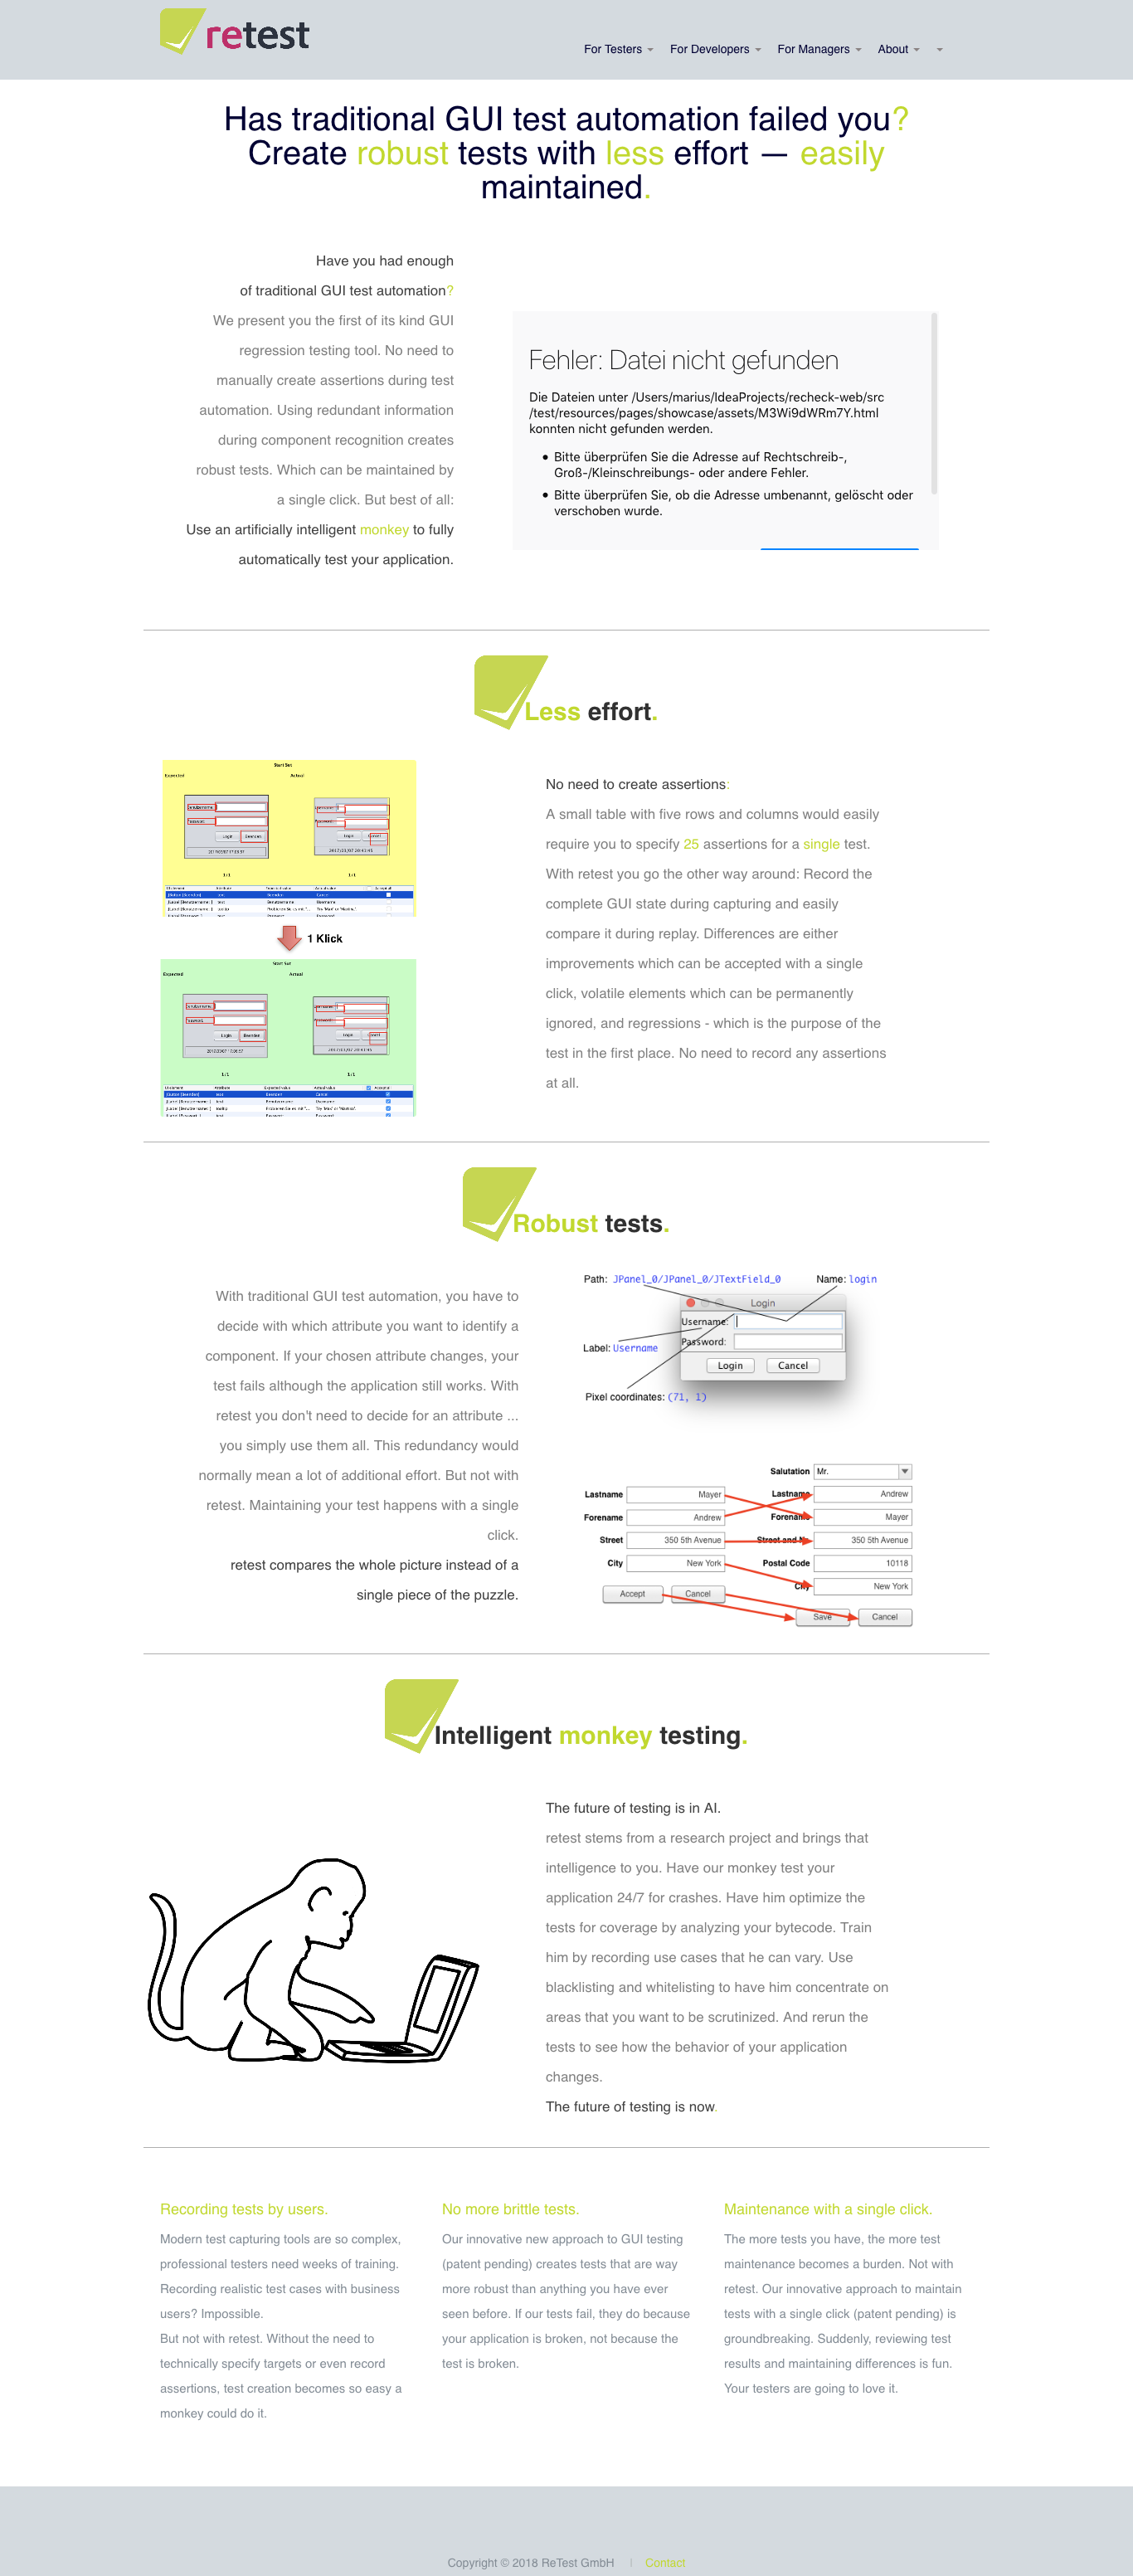 retest
For Testers
For Developers
For Managers
About
Has traditional GUI test automation failed you?
Create robust tests with less effort — easily
maintained.
Have you had enough
of traditional GUI test automation?
We present you the first of its kind GUI
regression testing tool. No need to
manually create assertions during test
automation. Using redundant information
during component recognition creates
robust tests. Which can be maintained by
a single click. But best of all:
Use an artificially intelligent monkey to fully
automatically test your application.
Fehler: Datei nicht gefunden
Die Dateien unter /Users/marius/IdeaProjects/recheck-web/src
/test/resources/pages/showcase/assets/M3Wi9dWRm7Y.html
konnten nicht gefunden werden.
• Bitte überprüfen Sie die Adresse auf Rechtschreib-,
Groß-/Kleinschreibungs- oder andere Fehler.
• Bitte überprüfen Sie, ob die Adresse umbenannt, gelöscht oder
verschoben wurde.
Less effort.
Start Set
Expected
Actual
Login
1/1
1/1
1 Klick
Start Set
Expected
Actual
Login
1/1
1/1
No need to create assertions:
A small table with five rows and columns would easily
require you to specify 25 assertions for a single test.
With retest you go the other way around: Record the
complete GUI state during capturing and easily
compare it during replay. Differences are either
improvements which can be accepted with a single
click, volatile elements which can be permanently
ignored, and regressions - which is the purpose of the
test in the first place. No need to record any assertions
at all.
Robust tests.
With traditional GUI test automation, you have to
decide with which attribute you want to identify a
component. If your chosen attribute changes, your
test fails although the application still works. With
retest you don't need to decide for an attribute ...
you simply use them all. This redundancy would
normally mean a lot of additional effort. But not with
retest. Maintaining your test happens with a single
click.
retest compares the whole picture instead of a
single piece of the puzzle.
Path: JPanel_0/JPanel_0/JTextField_0
Name: login
Login
Username:
Password:
Label: Username
Login
Cancel
Pixel coordinates: (71, 1)
Salutation Mr.
Lastname Mayer
Lastname Andrew
Forename Andrew
Forename Mayer
Street 350 5th Avenue
Street and 350 5th Avenue
City New York
Postal Code 10118
City New York
Accept
Cancel
Save
Cancel
Intelligent monkey testing.
The future of testing is in AI.
retest stems from a research project and brings that
intelligence to you. Have our monkey test your
application 24/7 for crashes. Have him optimize the
tests for coverage by analyzing your bytecode. Train
him by recording use cases that he can vary. Use
blacklisting and whitelisting to have him concentrate on
areas that you want to be scrutinized. And rerun the
tests to see how the behavior of your application
changes.
The future of testing is now.
Recording tests by users.
Modern test capturing tools are so complex,
professional testers need weeks of training.
Recording realistic test cases with business
users? Impossible.
But not with retest. Without the need to
technically specify targets or even record
assertions, test creation becomes so easy a
monkey could do it.
No more brittle tests.
Our innovative new approach to GUI testing
(patent pending) creates tests that are way
more robust than anything you have ever
seen before. If our tests fail, they do because
your application is broken, not because the
test is broken.
Maintenance with a single click.
The more tests you have, the more test
maintenance becomes a burden. Not with
retest. Our innovative approach to maintain
tests with a single click (patent pending) is
groundbreaking. Suddenly, reviewing test
results and maintaining differences is fun.
Your testers are going to love it.
Copyright © 2018 ReTest GmbH | Contact